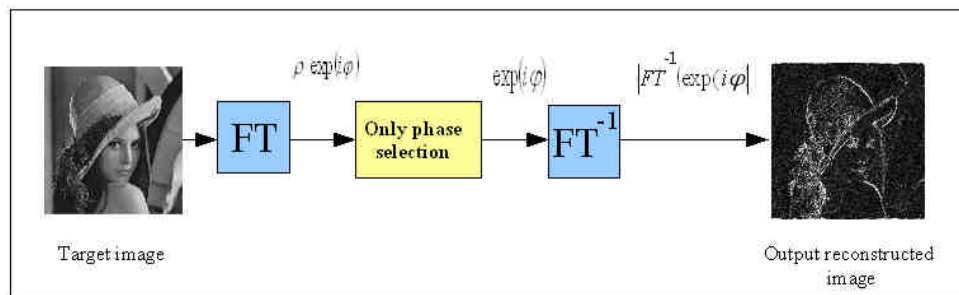 ρ exp(iφ)
exp(iφ)
|FT⁻¹(exp(iφ|
FT
Only phase
selection
FT⁻¹
Target image
Output reconstructed
image